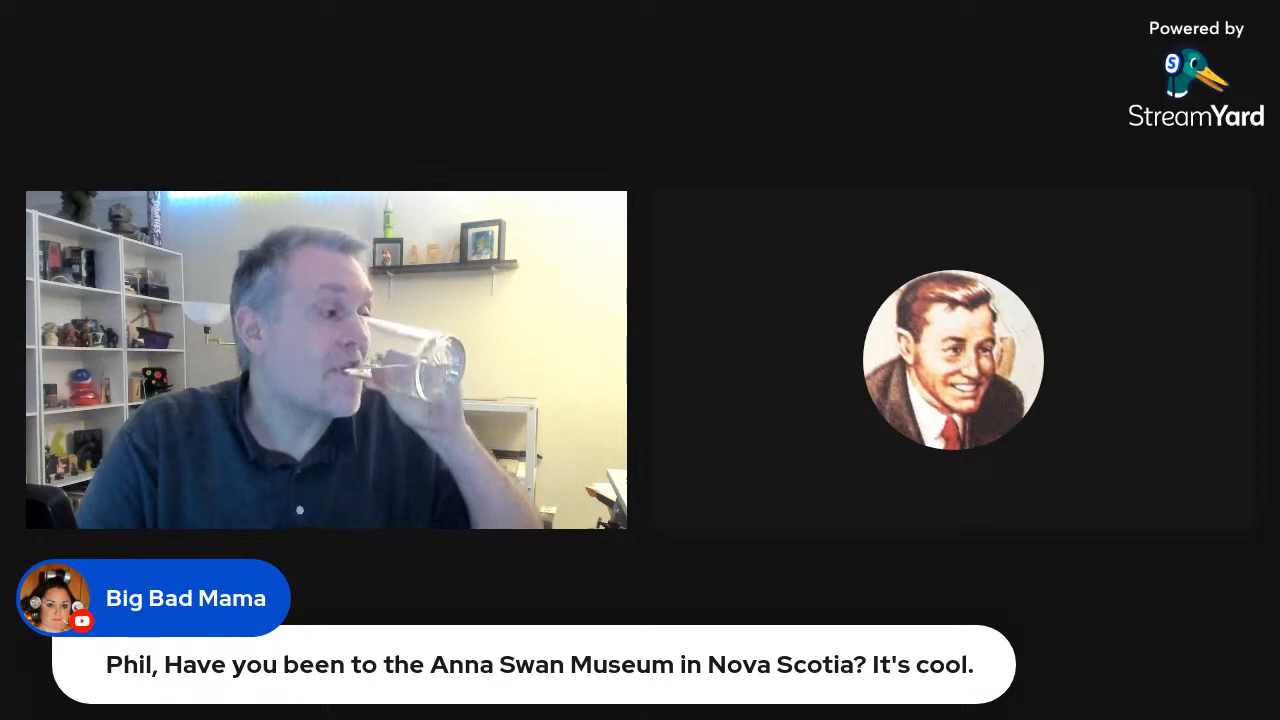 Powered by
S
StreamYard
Big Bad Mama
Phil, Have you been to the Anna Swan Museum in Nova Scotia? It's cool.